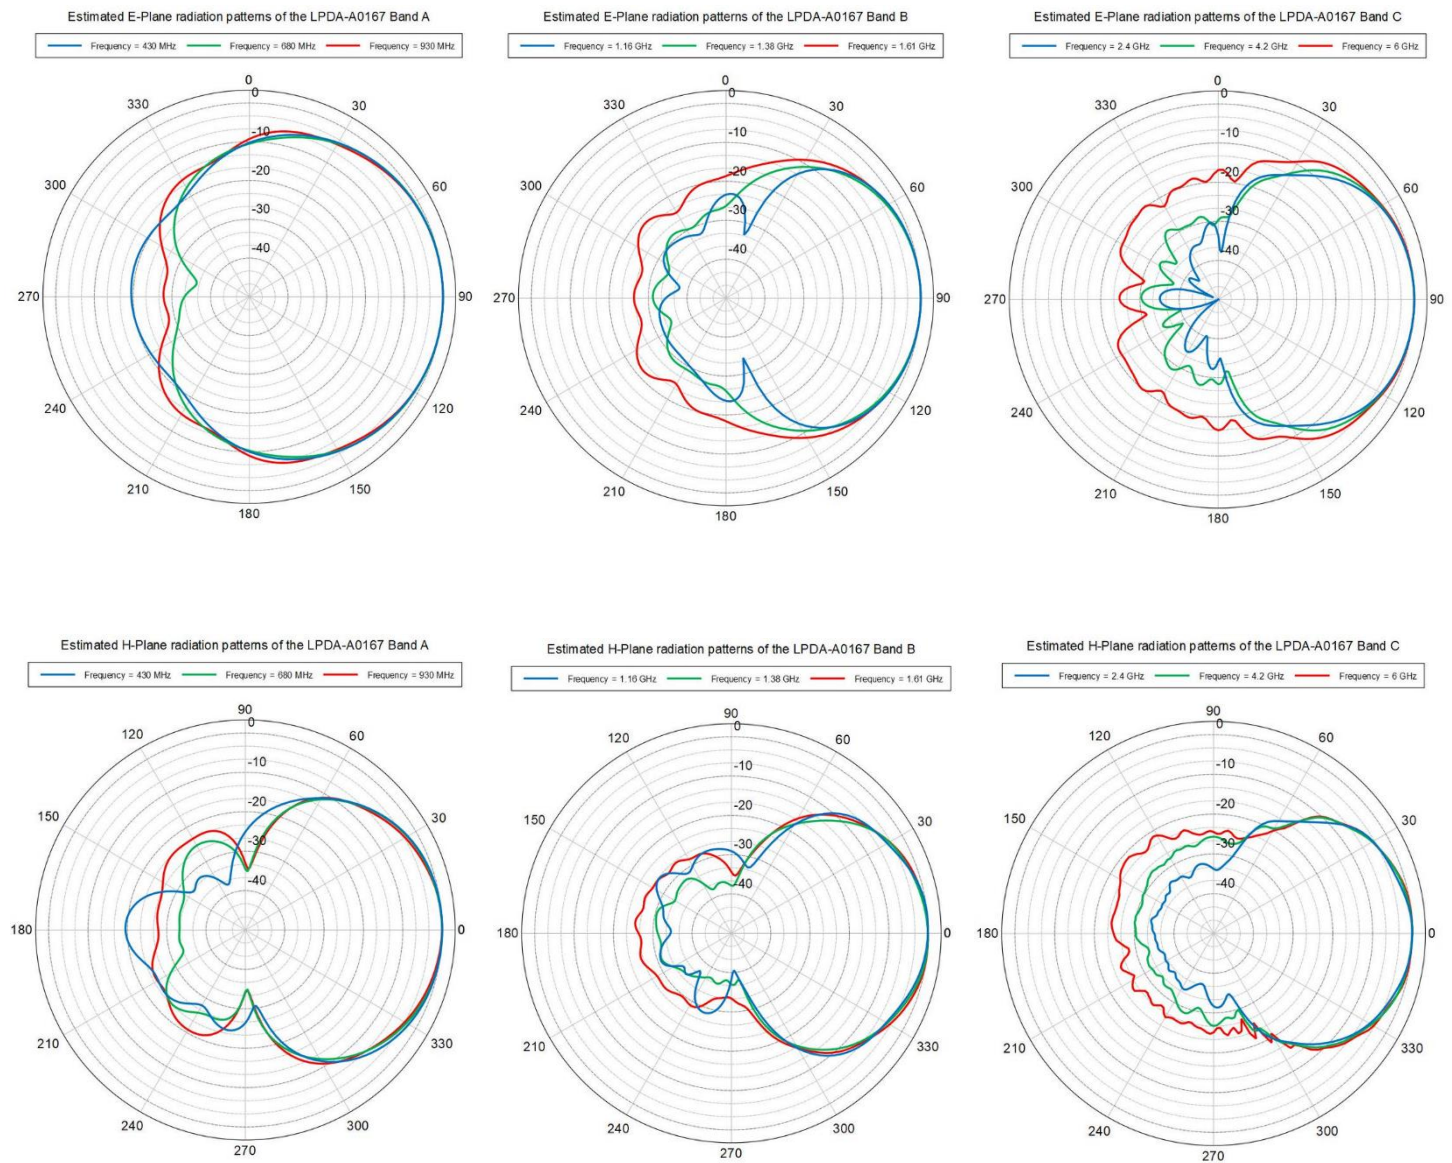 Estimated E-Plane radiation patterns of the LPDA-A0167 Band A
Frequency = 430 MHz Frequency = 680 MHz Frequency = 930 MHz
0
330 0 30
-10
300 -20 60
-30
-40
270 90
240 120
210 150
180
Estimated E-Plane radiation patterns of the LPDA-A0167 Band B
Frequency = 1.16 GHz Frequency = 1.38 GHz Frequency = 1.61 GHz
0
330 0 30
-10
300 -20 60
-30
-40
270 90
240 120
210 150
180
Estimated E-Plane radiation patterns of the LPDA-A0167 Band C
Frequency = 2.4 GHz Frequency = 4.2 GHz Frequency = 6 GHz
0
330 0 30
-10
300 -20 60
-30
-40
270 90
240 120
210 150
180
Estimated H-Plane radiation patterns of the LPDA-A0167 Band A
Frequency = 430 MHz Frequency = 680 MHz Frequency = 930 MHz
90
120 0 60
-10
150 -20 30
-30
-40
180 0
210 330
240 300
270
Estimated H-Plane radiation patterns of the LPDA-A0167 Band B
Frequency = 1.16 GHz Frequency = 1.38 GHz Frequency = 1.61 GHz
90
120 0 60
-10
150 -20 30
-30
-40
180 0
210 330
240 300
270
Estimated H-Plane radiation patterns of the LPDA-A0167 Band C
Frequency = 2.4 GHz Frequency = 4.2 GHz Frequency = 6 GHz
90
120 0 60
-10
150 -20 30
-30
-40
180 0
210 330
240 300
270